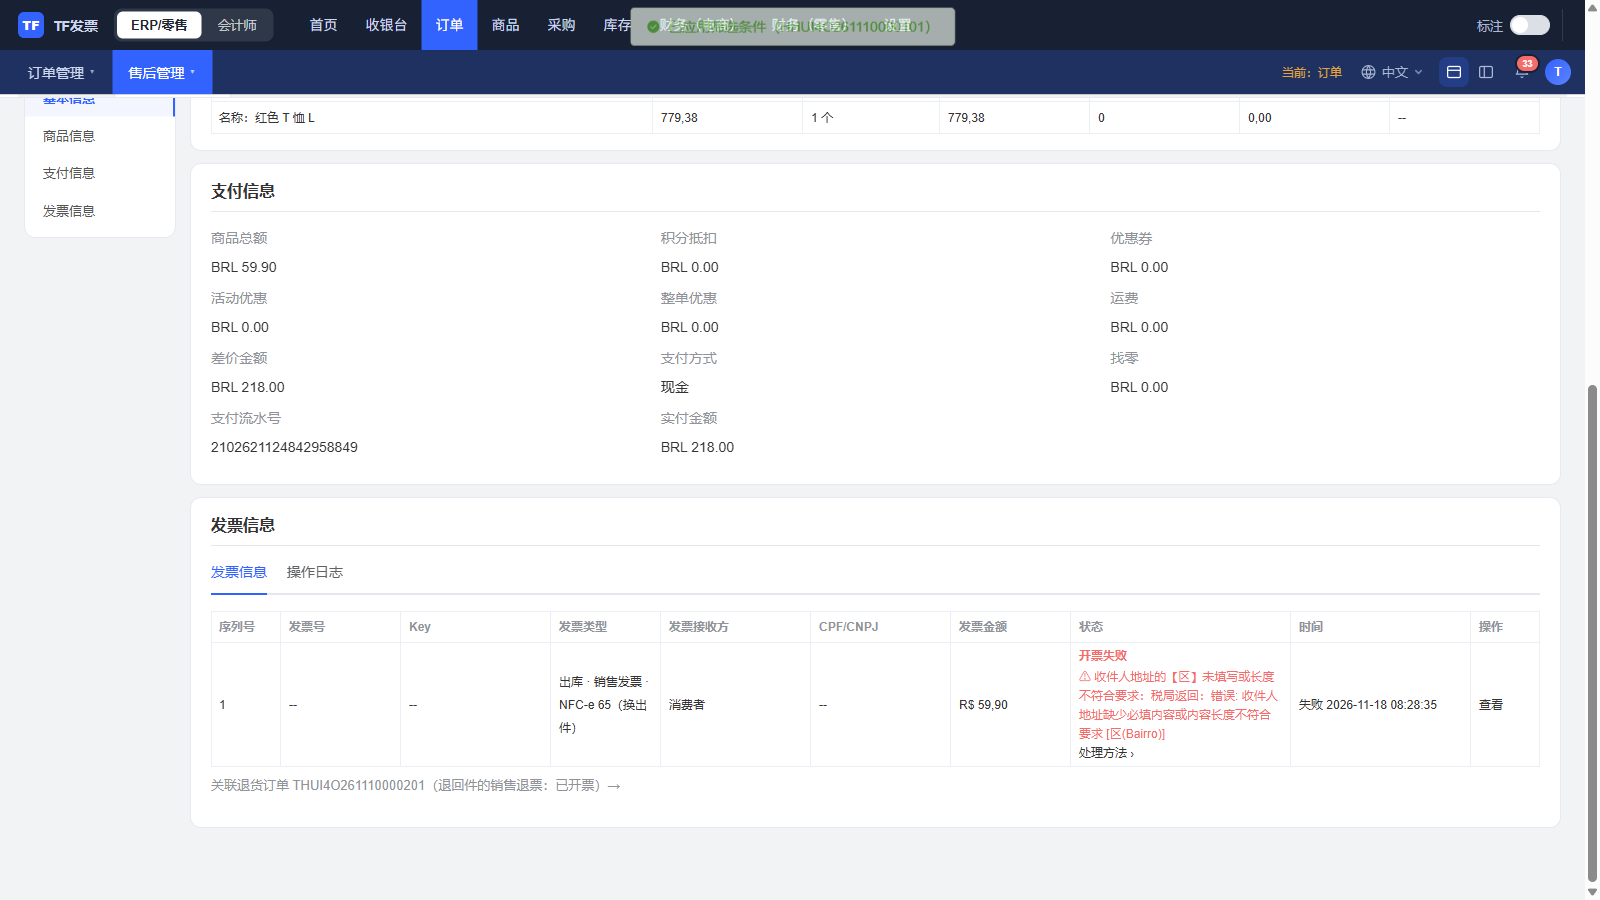 TF TF发票 ERP/零售 会计师 首页 收银台 订单 商品 采购 库存 财务（电商） 财务（零售） 设置 标注
订单管理 售后管理 当前：订单 中文 33 T
基本信息
商品信息
支付信息
发票信息
名称：红色 T 恤 L 779,38 1 个 779,38 0 0,00 --
支付信息
商品总额 积分抵扣 优惠券
BRL 59.90 BRL 0.00 BRL 0.00
活动优惠 整单优惠 运费
BRL 0.00 BRL 0.00 BRL 0.00
差价金额 支付方式 找零
BRL 218.00 现金 BRL 0.00
支付流水号 实付金额
2102621124842958849 BRL 218.00
发票信息
发票信息 操作日志
序列号 发票号 Key 发票类型 发票接收方 CPF/CNPJ 发票金额 状态 时间 操作
1 -- -- 出库 · 销售发票 · NFC-e 65（换出件） 消费者 -- R$ 59,90
开票失败
⚠ 收件人地址的【区】未填写或长度
不符合要求：税局返回：错误: 收件人
地址缺少必填内容或内容长度不符合
要求 [区(Bairro)]
处理方法 ›
失败 2026-11-18 08:28:35 查看
关联退货订单 THUI4O261110000201（退回件的销售退票：已开票）→